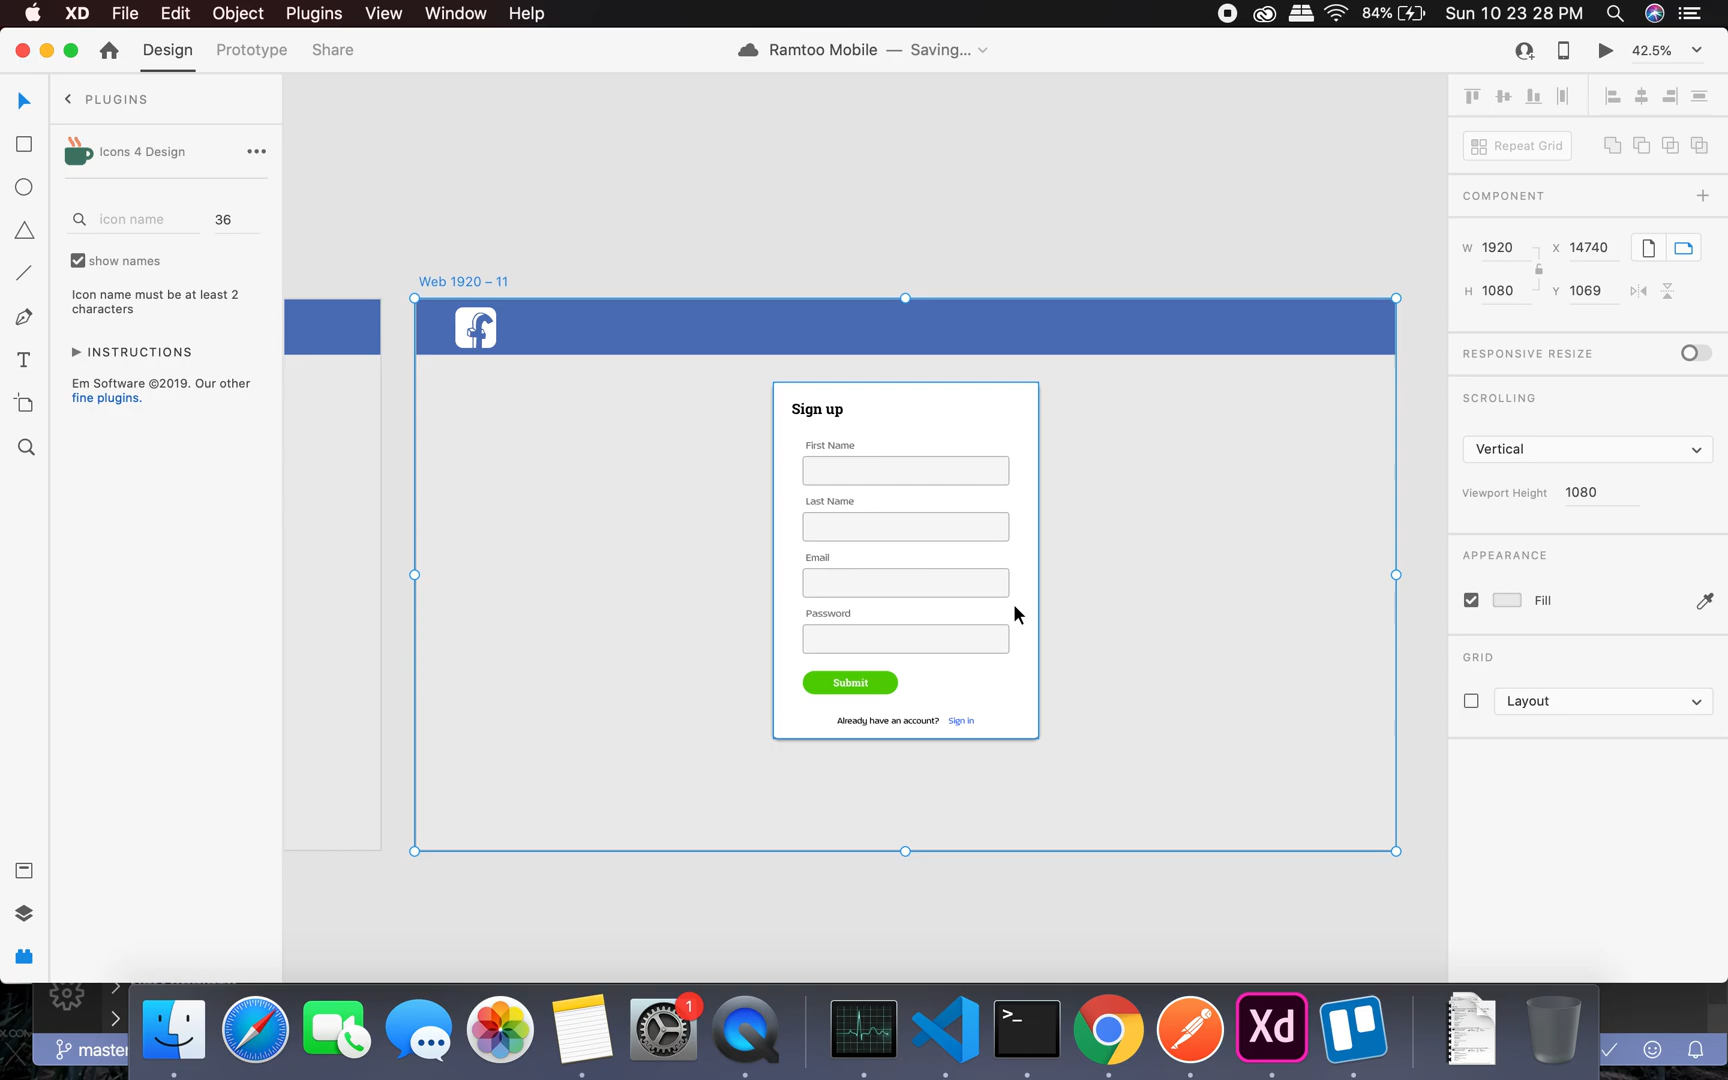 XD File Edit Object Plugins View Window Help
84% Sun 10 23 28 PM
Design Prototype Share
Ramtoo Mobile — Saving...
42.5%
PLUGINS
Icons 4 Design
icon name 36
show names
Icon name must be at least 2
characters
INSTRUCTIONS
Em Software ©2019. Our other
fine plugins.
Web 1920 – 11
Sign up
First Name
Last Name
Email
Password
Submit
Already have an account? Sign in
Repeat Grid
COMPONENT
W 1920 X 14740
H 1080 Y 1069
RESPONSIVE RESIZE
SCROLLING
Vertical
Viewport Height 1080
APPEARANCE
Fill
GRID
Layout
master
1
Xd